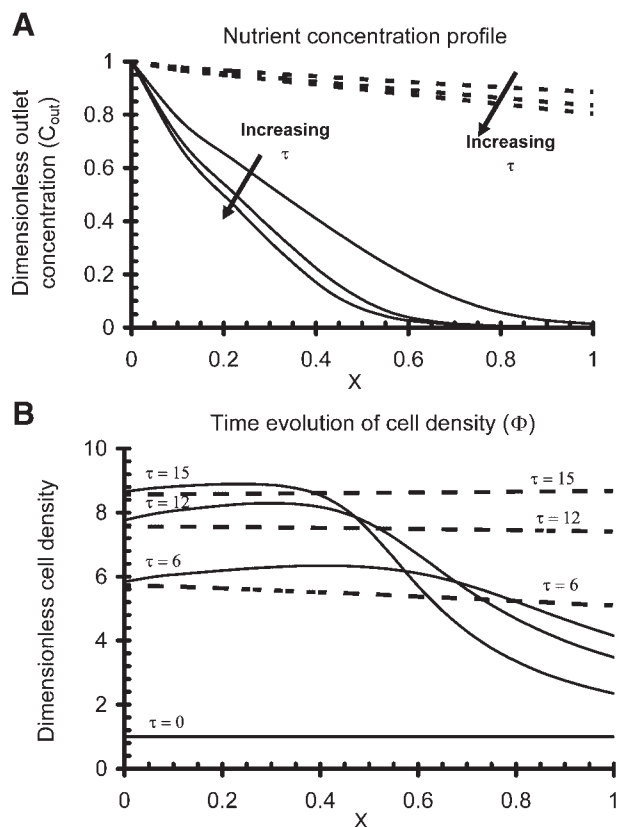 A
Nutrient concentration profile
Dimensionless outlet
concentration (C_out)
1
0.8
0.6
0.4
0.2
0
Increasing
τ
Increasing
τ
0
0.2
0.4
0.6
0.8
1
X
B
Time evolution of cell density (Φ)
Dimensionless cell density
10
8
6
4
2
0
τ = 15
τ = 12
τ = 6
τ = 0
τ = 15
τ = 12
τ = 6
0
0.2
0.4
0.6
0.8
1
X